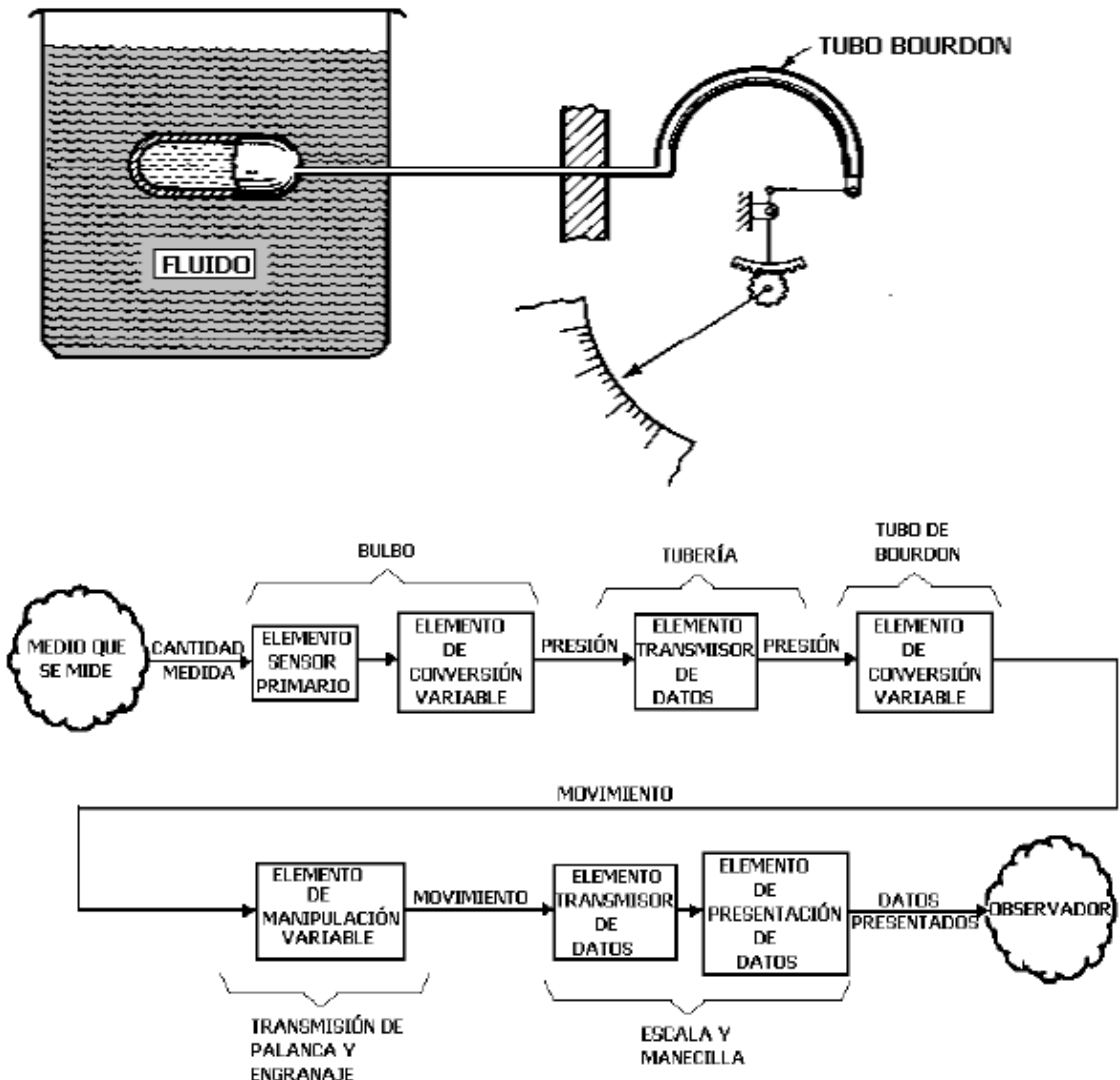 TUBO BOURDON
FLUIDO
BULBO
TUBERÍA
TUBO DE
BOURDON
MEDIO QUE
SE MIDE
CANTIDAD
MEDIDA
ELEMENTO
SENSOR
PRIMARIO
ELEMENTO
DE
CONVERSIÓN
VARIABLE
PRESIÓN
ELEMENTO
TRANSMISOR
DE
DATOS
PRESIÓN
ELEMENTO
DE
CONVERSIÓN
VARIABLE
MOVIMIENTO
ELEMENTO
DE
MANIPULACIÓN
VARIABLE
MOVIMIENTO
ELEMENTO
TRANSMISOR
DE
DATOS
ELEMENTO
DE
PRESENTACIÓN
DE
DATOS
DATOS
PRESENTADOS
OBSERVADOR
TRANSMISIÓN DE
PALANCA Y
ENGRANAJE
ESCALA Y
MANECILLA